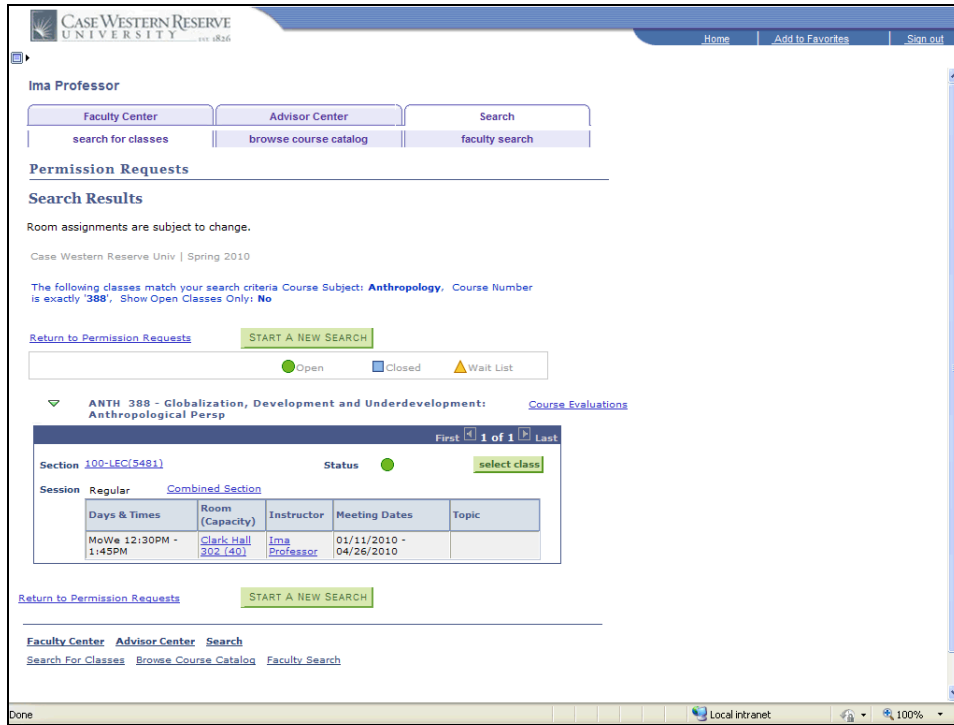 CASE WESTERN RESERVE
UNIVERSITY EST. 1826
Home Add to Favorites Sign out
Ima Professor
Faculty Center Advisor Center Search
search for classes browse course catalog faculty search
Permission Requests
Search Results
Room assignments are subject to change.
Case Western Reserve Univ | Spring 2010
The following classes match your search criteria Course Subject: Anthropology, Course Number
is exactly '388', Show Open Classes Only: No
Return to Permission Requests START A NEW SEARCH
Open Closed Wait List
ANTH 388 - Globalization, Development and Underdevelopment: Course Evaluations
Anthropological Persp
First 1 of 1 Last
Section 100-LEC(5481) Status select class
Session Regular Combined Section
Days & Times Room Instructor Meeting Dates Topic
(Capacity)
MoWe 12:30PM - Clark Hall Ima 01/11/2010 -
1:45PM 302 (40) Professor 04/26/2010
Return to Permission Requests START A NEW SEARCH
Faculty Center Advisor Center Search
Search For Classes Browse Course Catalog Faculty Search
Done Local intranet 100%